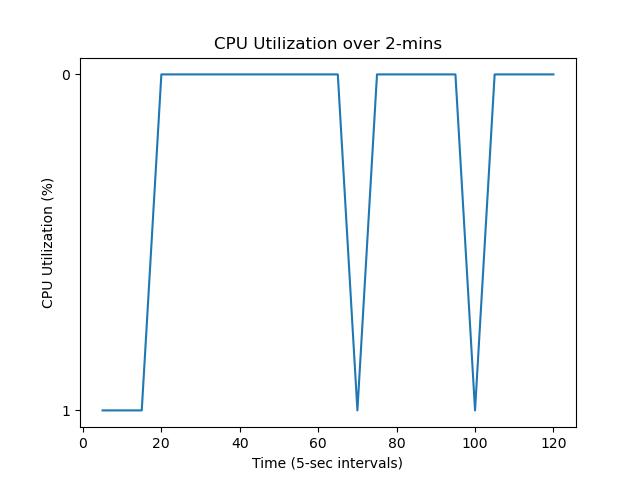 CPU Utilization over 2-mins
0
CPU Utilization (%)
1
0 20 40 60 80 100 120
Time (5-sec intervals)